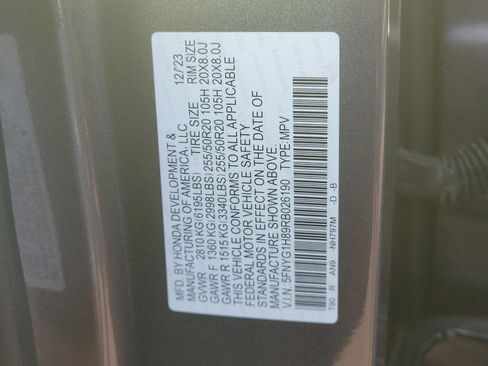 MFD. BY HONDA DEVELOPMENT & 12/'23
MANUFACTURING OF AMERICA, LLC
TIRE SIZE RIM SIZE
GVWR 2810 KG(6195LBS)
GAWR F 1360 KG(2998LBS) 255/50R20 105H 20X8.0J
GAWR R 1515 KG(3340LBS) 255/50R20 105H 20X8.0J
THIS VEHICLE CONFORMS TO ALL APPLICABLE
FEDERAL MOTOR VEHICLE SAFETY
STANDARDS IN EFFECT ON THE DATE OF
MANUFACTURE SHOWN ABOVE.
V.I.N.:5FNYG1H89RB026190 TYPE:MPV
T90 R AN9 -NH797M -D -B